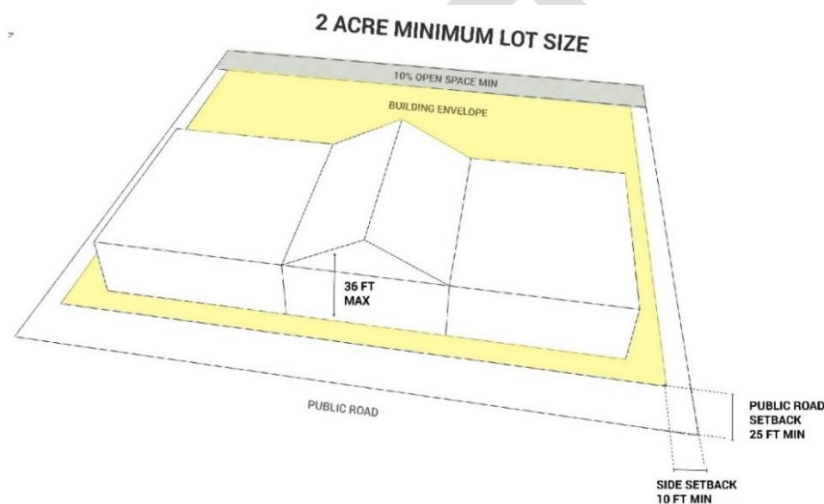 2 ACRE MINIMUM LOT SIZE
10% OPEN SPACE MIN
BUILDING ENVELOPE
36 FT
MAX
PUBLIC ROAD
PUBLIC ROAD
SETBACK
25 FT MIN
SIDE SETBACK
10 FT MIN